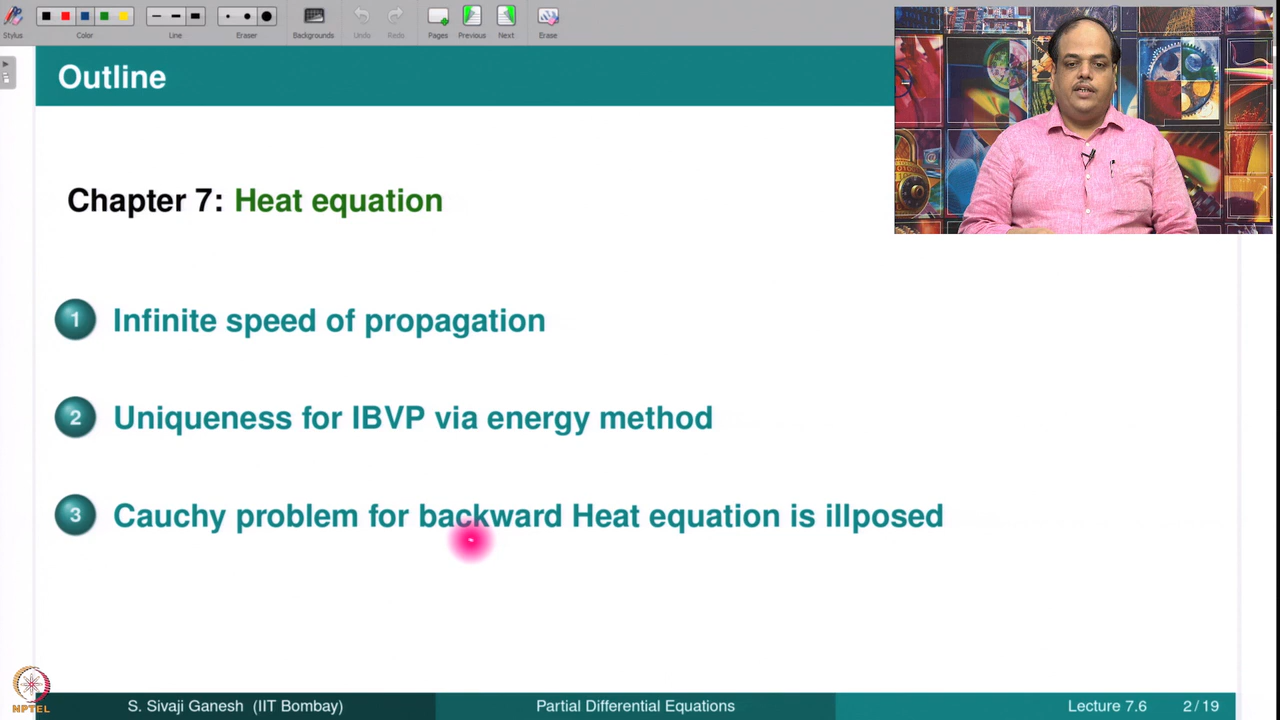 Stylus
Color
Line
Eraser
Backgrounds
Undo
Redo
Pages
Previous
Next
Erase
Outline
Chapter 7: Heat equation
1 Infinite speed of propagation
2 Uniqueness for IBVP via energy method
3 Cauchy problem for backward Heat equation is illposed
NPTEL
S. Sivaji Ganesh (IIT Bombay)
Partial Differential Equations
Lecture 7.6
2 / 19